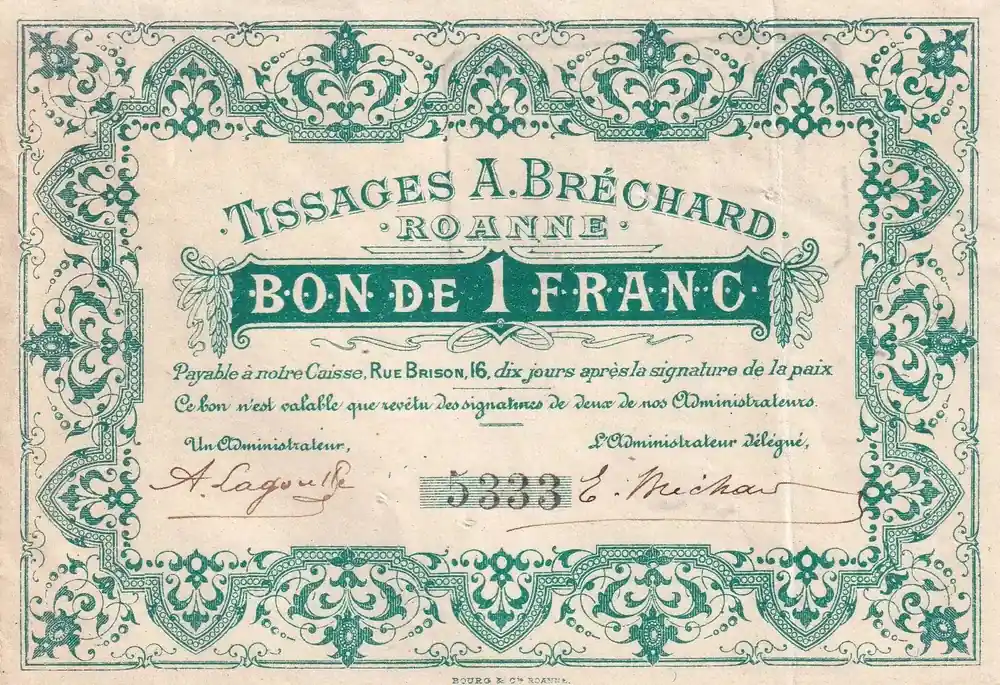 TISSAGES A. BRÉCHARD
ROANNE
BON DE 1 FRANC
Payable à notre Caisse, RUE BRISON, 16, dix jours après la signature de la paix
Ce bon n'est valable que revêtu des signatures de deux de nos Administrateurs.
Un Administrateur, L'Administrateur délégué,
A. 5333 E.
BOURG & Cie ROANNE.